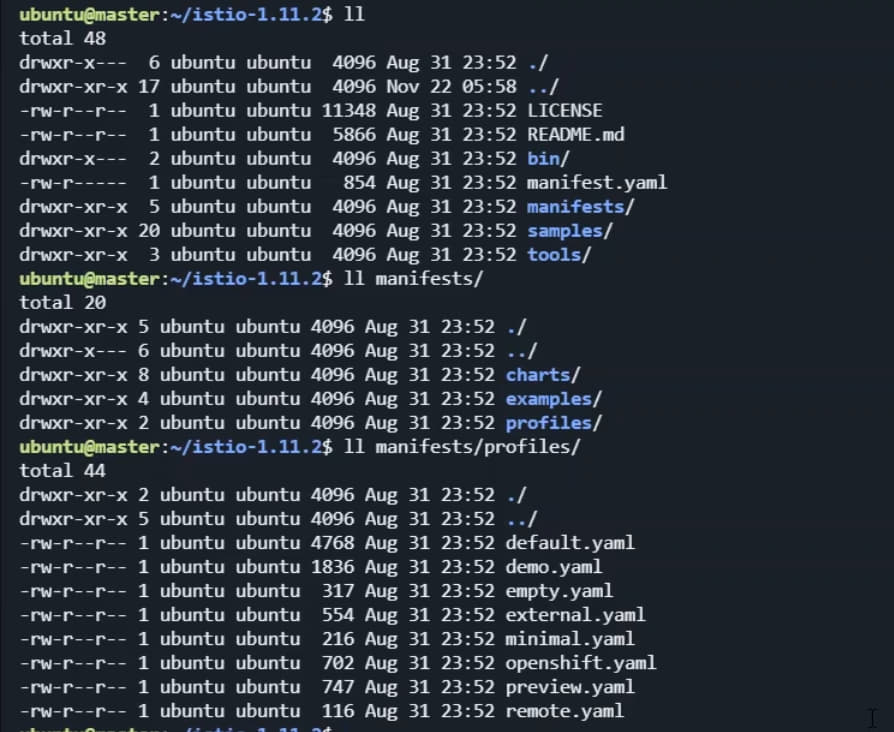 ubuntu@master:~/istio-1.11.2$ ll
total 48
drwxr-x---  6 ubuntu ubuntu  4096 Aug 31 23:52 ./
drwxr-xr-x 17 ubuntu ubuntu  4096 Nov 22 05:58 ../
-rw-r--r--  1 ubuntu ubuntu 11348 Aug 31 23:52 LICENSE
-rw-r--r--  1 ubuntu ubuntu  5866 Aug 31 23:52 README.md
drwxr-x---  2 ubuntu ubuntu  4096 Aug 31 23:52 bin/
-rw-r-----  1 ubuntu ubuntu   854 Aug 31 23:52 manifest.yaml
drwxr-xr-x  5 ubuntu ubuntu  4096 Aug 31 23:52 manifests/
drwxr-xr-x 20 ubuntu ubuntu  4096 Aug 31 23:52 samples/
drwxr-xr-x  3 ubuntu ubuntu  4096 Aug 31 23:52 tools/
ubuntu@master:~/istio-1.11.2$ ll manifests/
total 20
drwxr-xr-x 5 ubuntu ubuntu 4096 Aug 31 23:52 ./
drwxr-x--- 6 ubuntu ubuntu 4096 Aug 31 23:52 ../
drwxr-xr-x 8 ubuntu ubuntu 4096 Aug 31 23:52 charts/
drwxr-xr-x 4 ubuntu ubuntu 4096 Aug 31 23:52 examples/
drwxr-xr-x 2 ubuntu ubuntu 4096 Aug 31 23:52 profiles/
ubuntu@master:~/istio-1.11.2$ ll manifests/profiles/
total 44
drwxr-xr-x 2 ubuntu ubuntu 4096 Aug 31 23:52 ./
drwxr-xr-x 5 ubuntu ubuntu 4096 Aug 31 23:52 ../
-rw-r--r-- 1 ubuntu ubuntu 4768 Aug 31 23:52 default.yaml
-rw-r--r-- 1 ubuntu ubuntu 1836 Aug 31 23:52 demo.yaml
-rw-r--r-- 1 ubuntu ubuntu  317 Aug 31 23:52 empty.yaml
-rw-r--r-- 1 ubuntu ubuntu  554 Aug 31 23:52 external.yaml
-rw-r--r-- 1 ubuntu ubuntu  216 Aug 31 23:52 minimal.yaml
-rw-r--r-- 1 ubuntu ubuntu  702 Aug 31 23:52 openshift.yaml
-rw-r--r-- 1 ubuntu ubuntu  747 Aug 31 23:52 preview.yaml
-rw-r--r-- 1 ubuntu ubuntu  116 Aug 31 23:52 remote.yaml
ubuntu@master:~/istio-1.11.2$